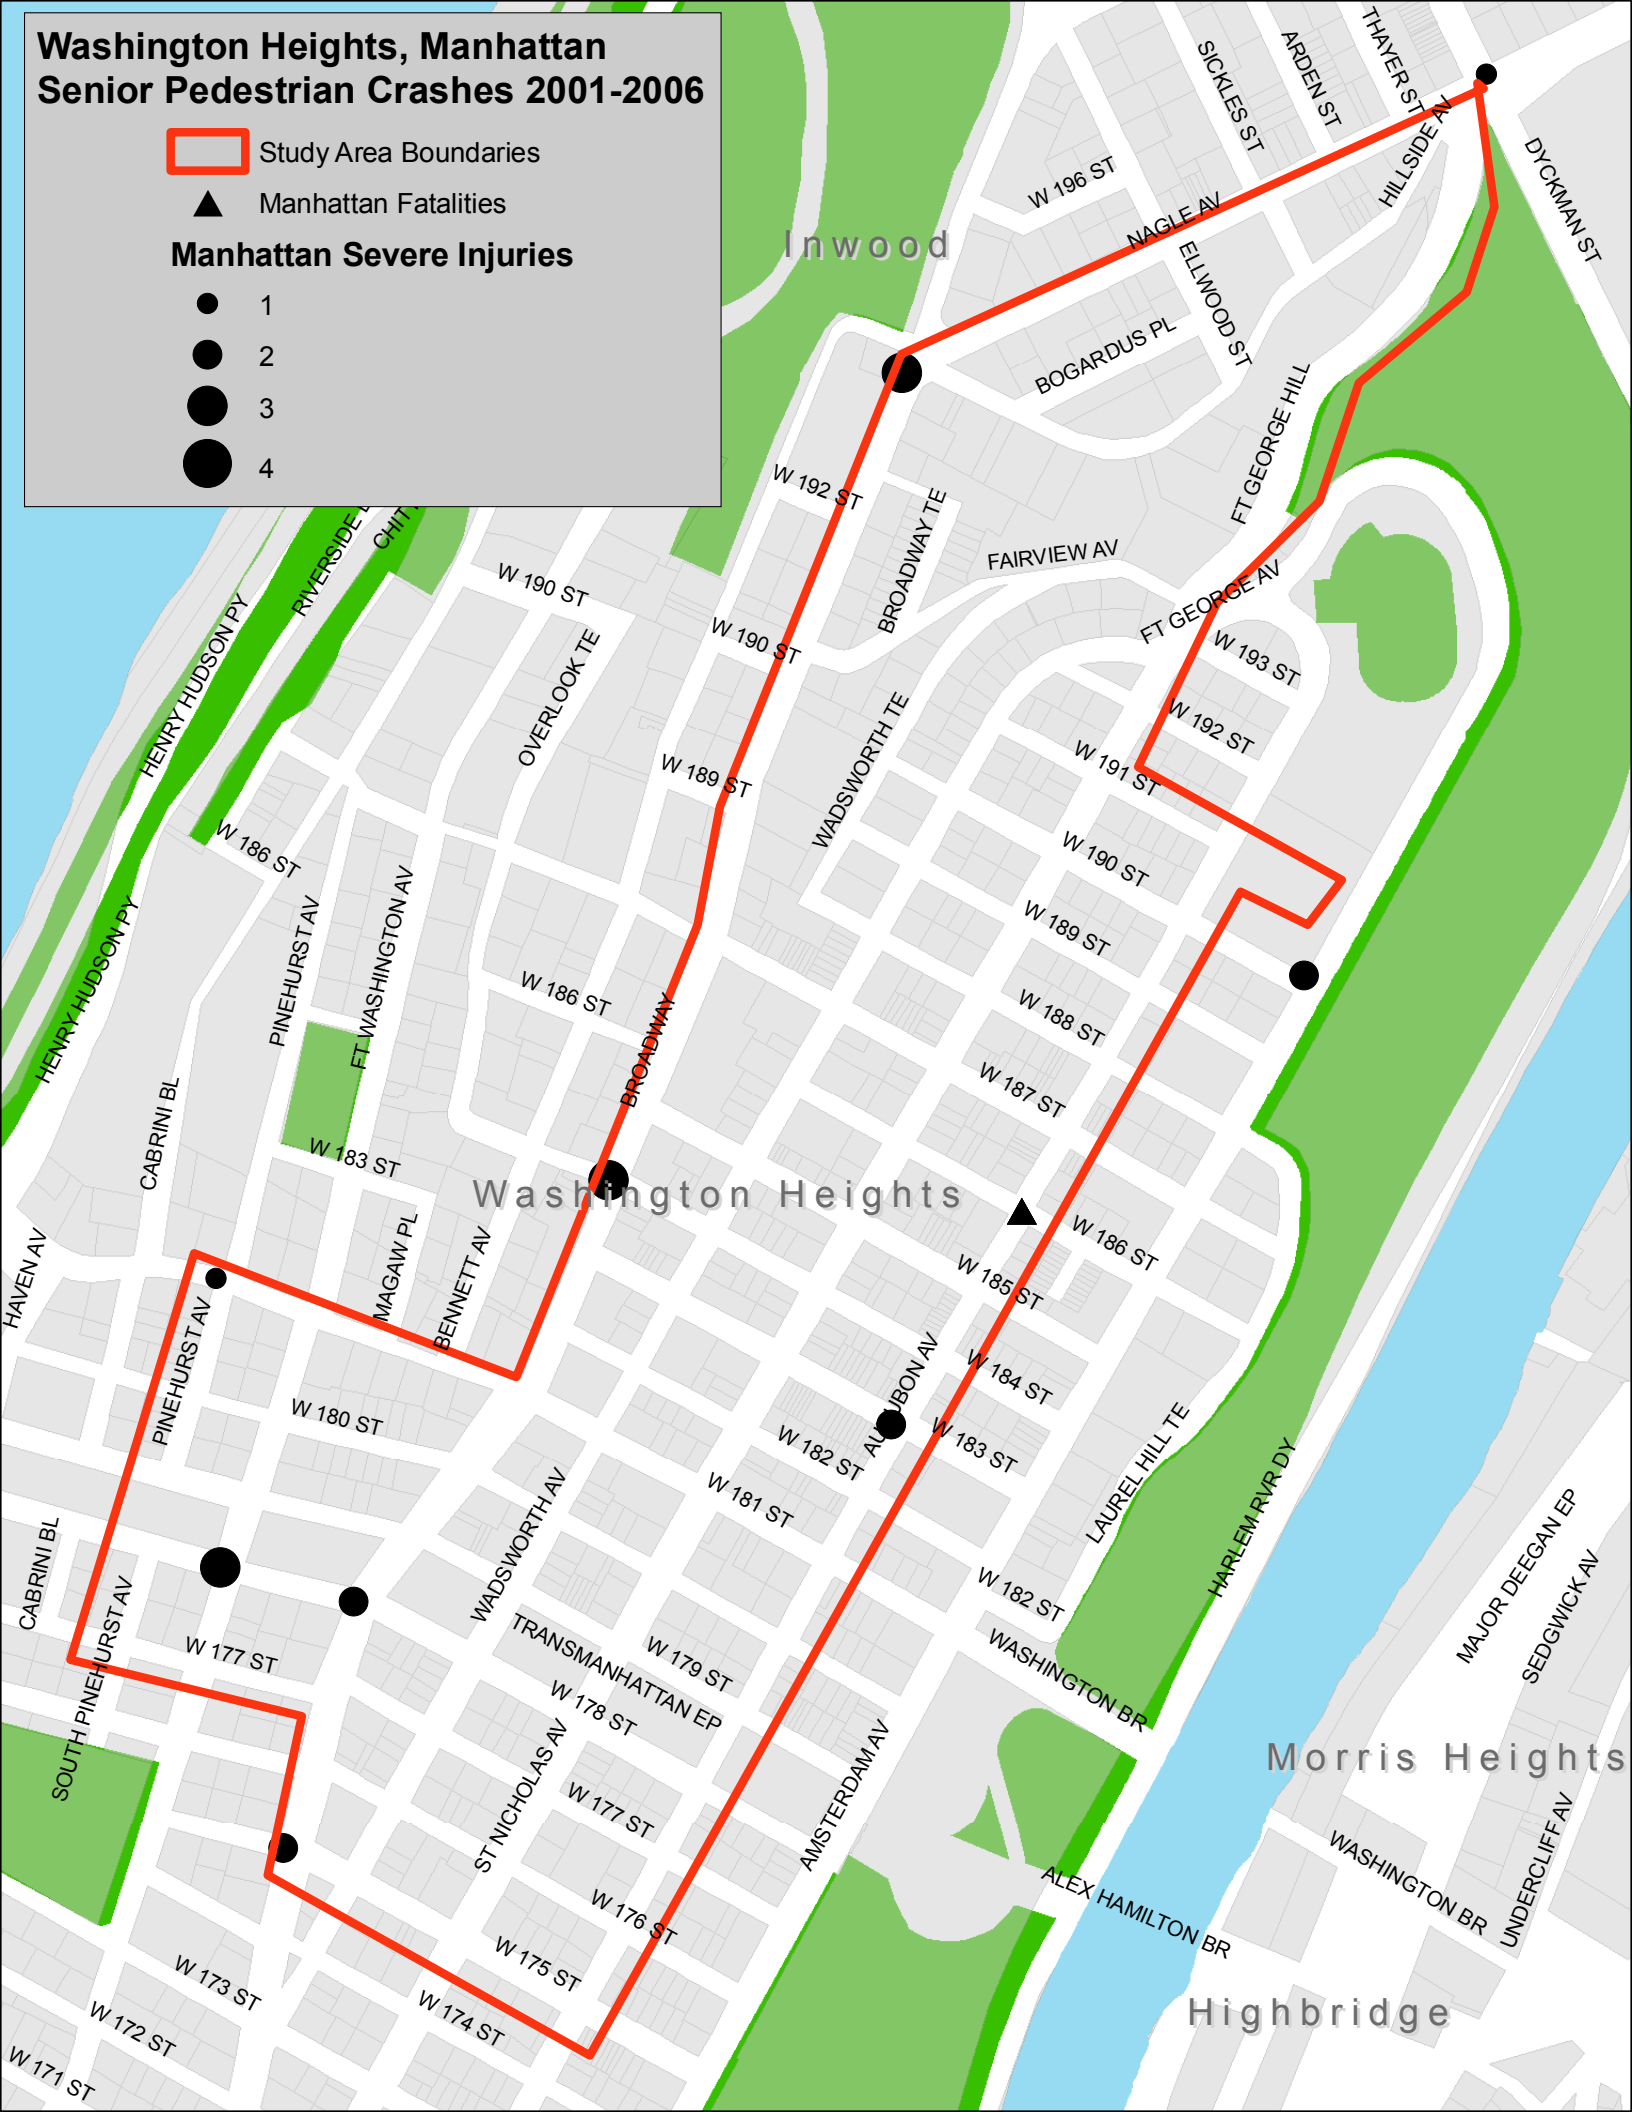 Washington Heights, Manhattan
Senior Pedestrian Crashes 2001-2006
Study Area Boundaries
Manhattan Fatalities
Manhattan Severe Injuries
1
2
3
4
THAYER ST
ARDEN ST
SICKLES ST
HILLSIDE AV
DYCKMAN ST
W 196 ST
NAGLE AV
Inwood
ELLWOOD ST
BOGARDUS PL
FT GEORGE HILL
W 192 ST
BROADWAY TE
FAIRVIEW AV
RIVERSIDE
W 190 ST
HENRY HUDSON PY
OVERLOOK TE
W 190 ST
FT GEORGE AV
W 193 ST
W 192 ST
WADSWORTH TE
W 191 ST
W 189 ST
W 186 ST
W 190 ST
PINEHURST AV
FT WASHINGTON AV
HENRY HUDSON PY
W 189 ST
W 186 ST
W 188 ST
BROADWAY
W 187 ST
CABRINI BL
W 183 ST
Washington Heights
W 186 ST
HAVEN AV
MAGAW PL
BENNETT AV
W 185 ST
PINEHURST AV
AUDUBON AV
W 184 ST
W 180 ST
W 182 ST
W 183 ST
LAUREL HILL TE
HARLEM RVR DY
W 181 ST
WADSWORTH AV
MAJOR DEEGAN EP
SEDGWICK AV
CABRINI BL
SOUTH PINEHURST AV
W 182 ST
TRANSMANHATTAN EP
W 179 ST
WASHINGTON BR
W 177 ST
W 178 ST
ST NICHOLAS AV
AMSTERDAM AV
Morris Heights
W 177 ST
UNDERCLIFF AV
WASHINGTON BR
ALEX HAMILTON BR
W 176 ST
W 175 ST
W 173 ST
W 174 ST
W 172 ST
Highbridge
W 171 ST